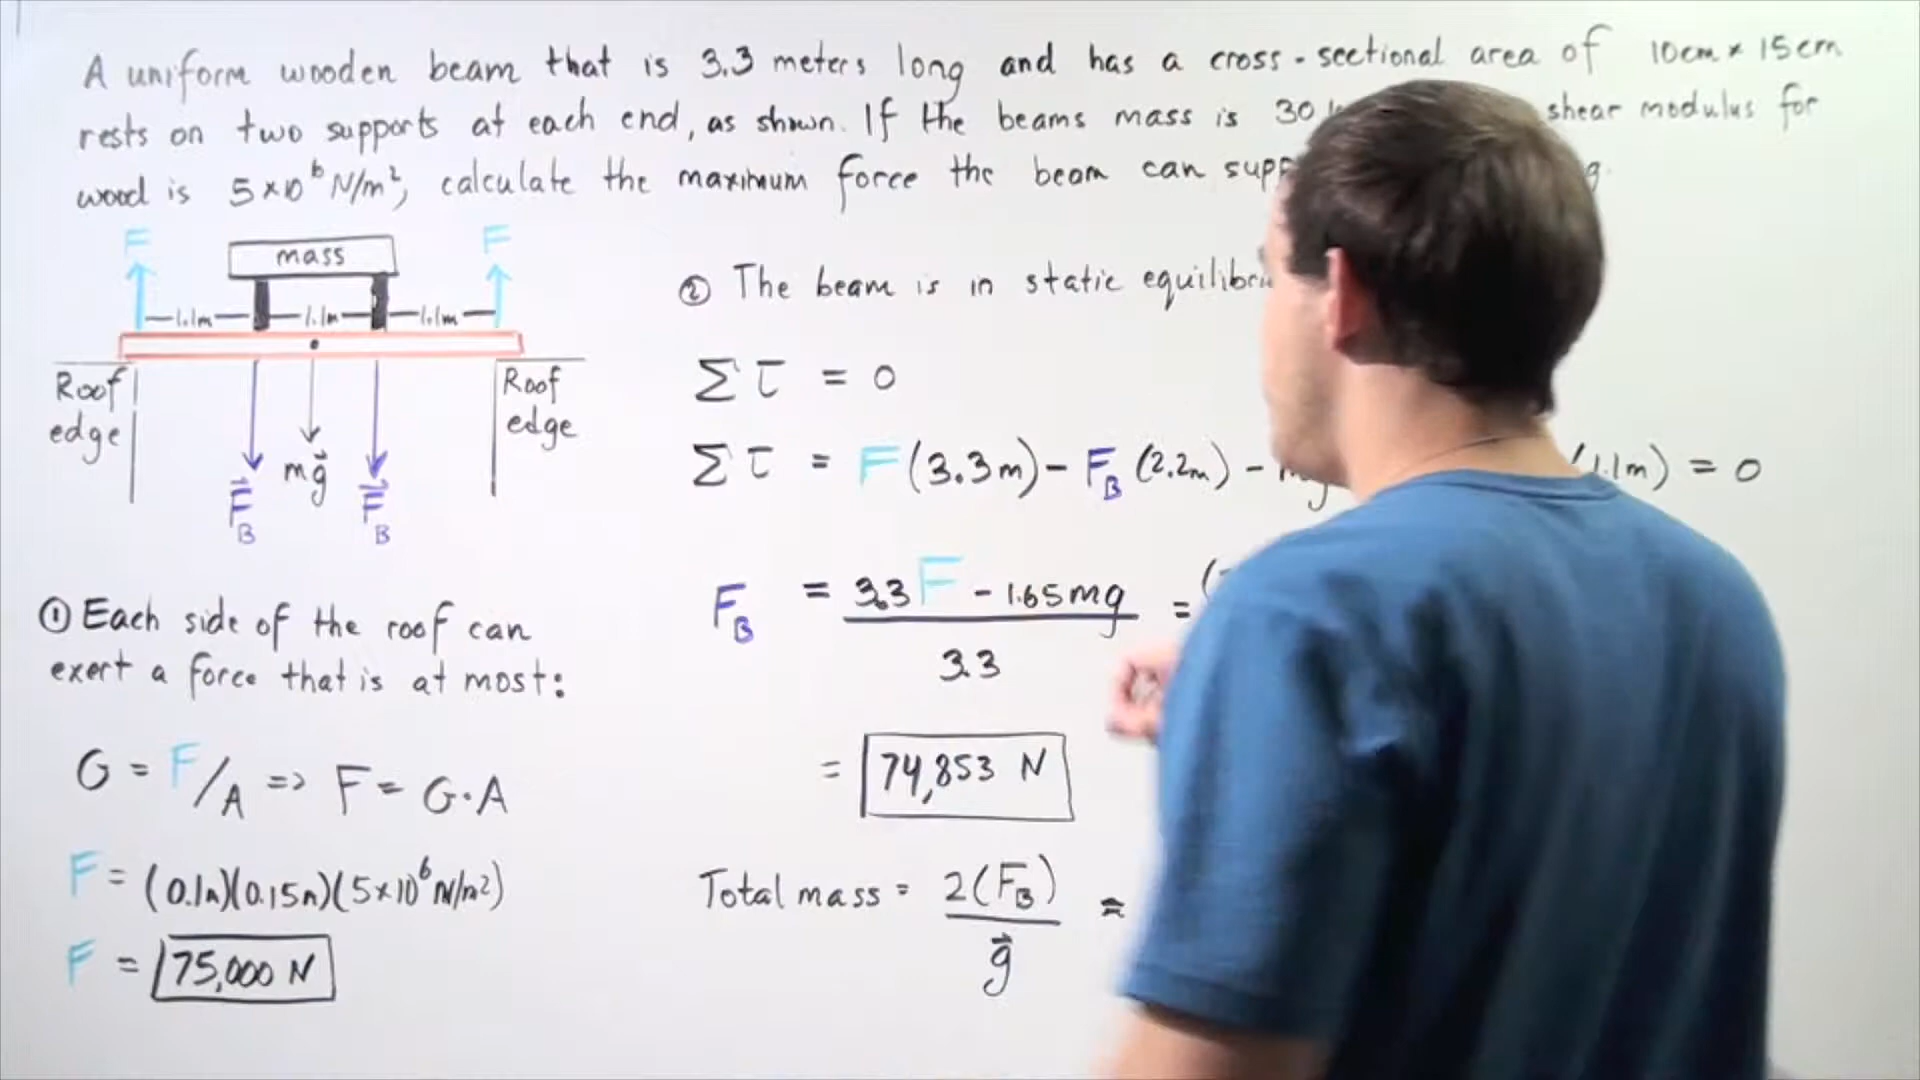 A uniform wooden beam that is 3.3 meters long and has a cross-sectional area of 10cm × 15cm
rests on two supports at each end, as shown. If the beams mass is 30 shear modulus for
wood is 5×10⁶ N/m², calculate the maximum force the beam can
F F
mass
1.1m 1.1m 1.1m
Roof edge
Roof edge
mg⃗
F⃗B F⃗B
① Each side of the roof can
exert a force that is at most:
G = F/A => F = G·A
F = (0.1m)(0.15m)(5×10⁶ N/m²)
F = 75,000 N
② The beam is in static
Στ = 0
Στ = F(3.3m) - FB(2.2m) - (1.1m) = 0
FB = 3.3F - 1.65mg =
3.3
= 74,853 N
Total mass = 2(FB) ≈
g⃗